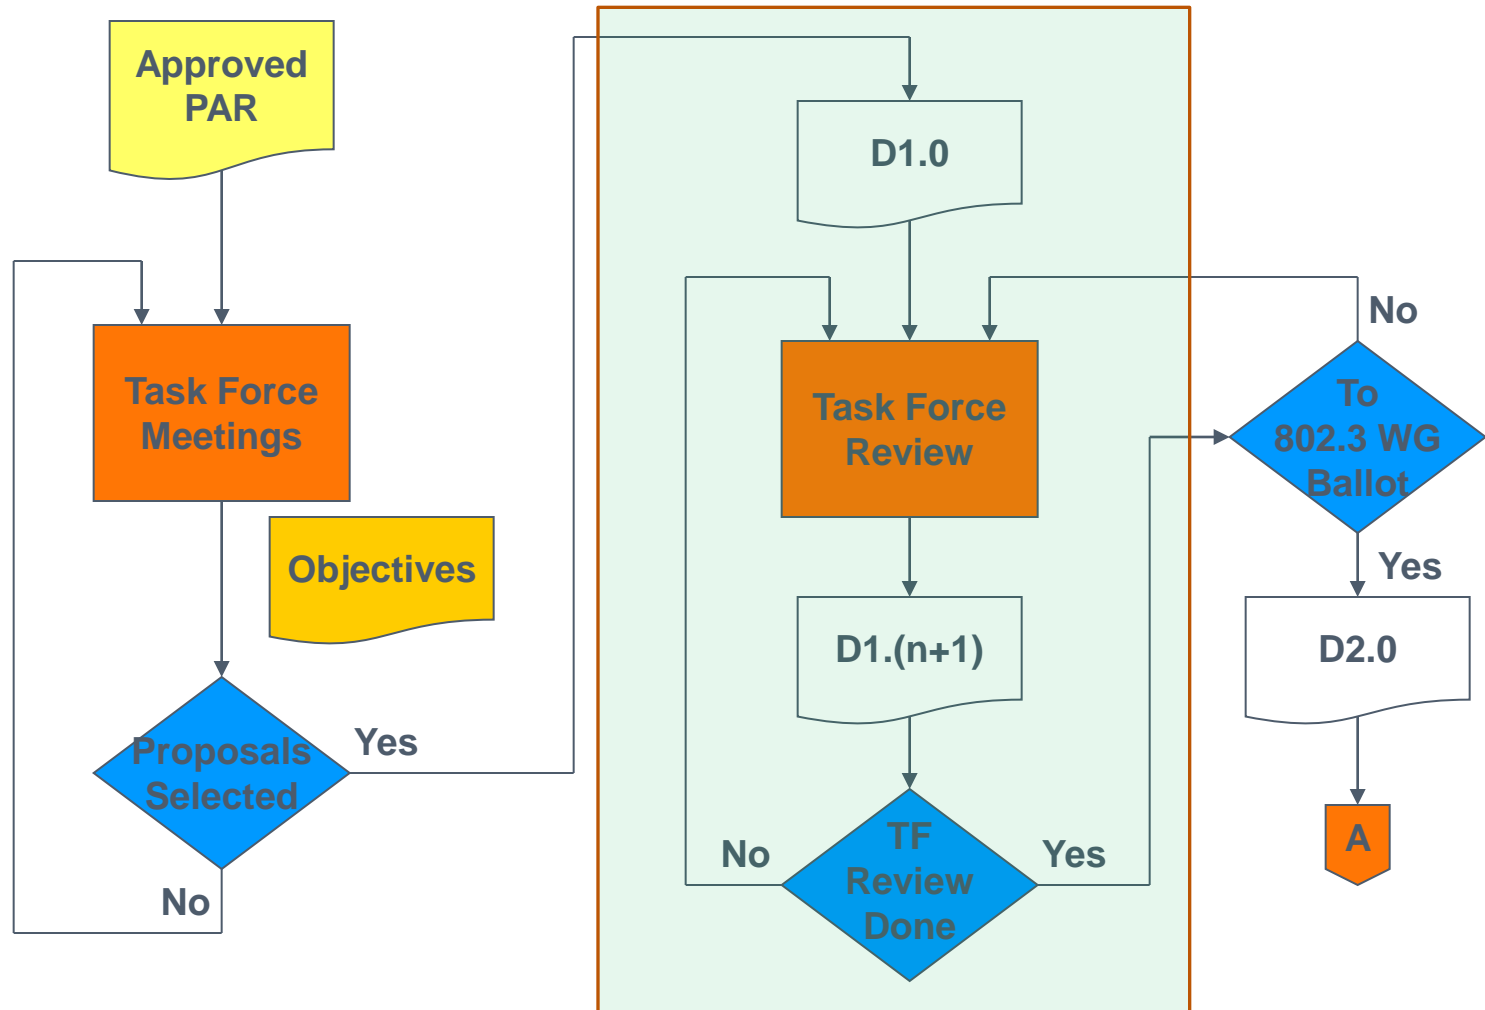 Approved
PAR
Task Force
Meetings
Objectives
Proposals
Selected
Yes
No
D1.0
Task Force
Review
D1.(n+1)
TF
Review
Done
No
Yes
To
802.3 WG
Ballot
No
Yes
D2.0
A